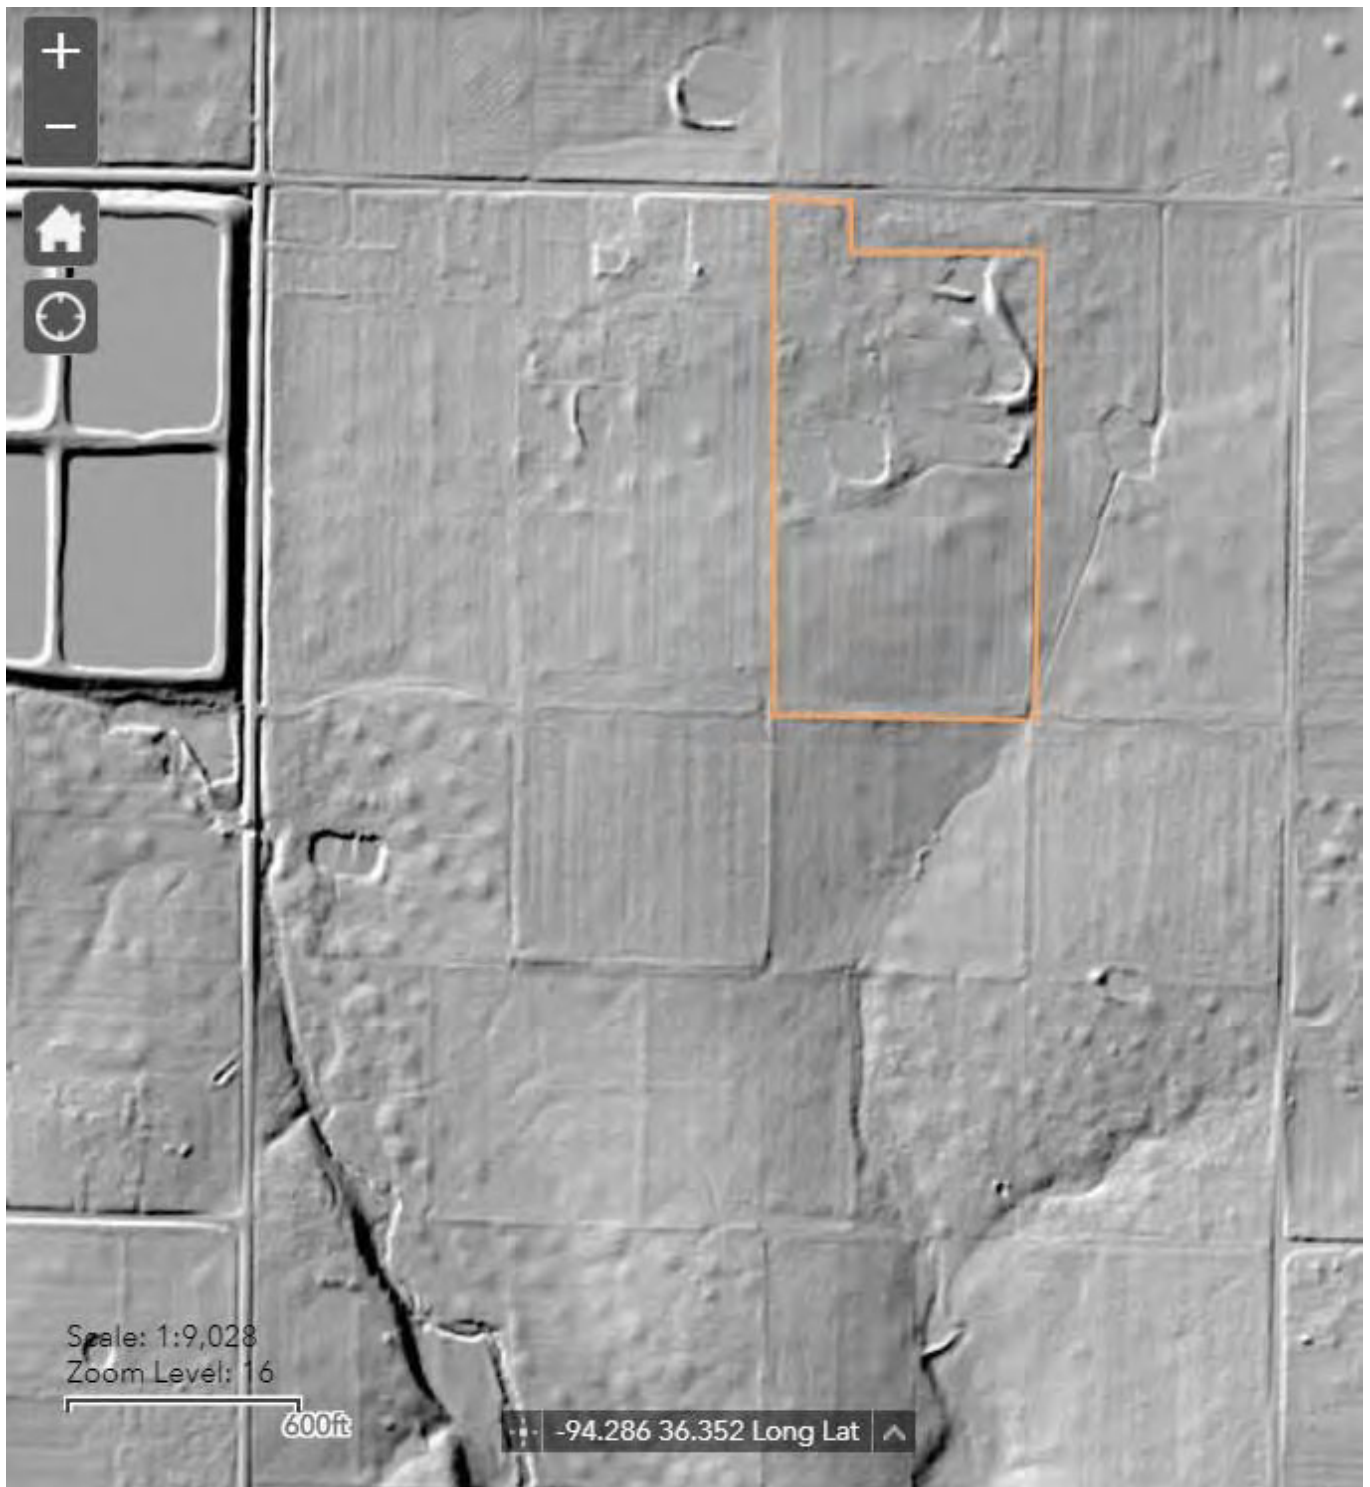 +
−
Scale: 1:9,028
Zoom Level: 16
600ft
-94.286 36.352 Long Lat